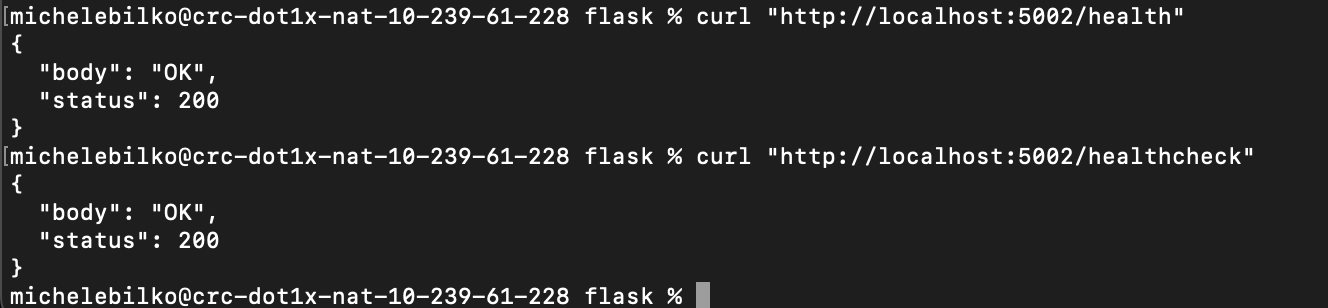 [michelebilko@crc-dot1x-nat-10-239-61-228 flask % curl "http://localhost:5002/health"
{
  "body": "OK",
  "status": 200
}
[michelebilko@crc-dot1x-nat-10-239-61-228 flask % curl "http://localhost:5002/healthcheck"
{
  "body": "OK",
  "status": 200
}
michelebilko@crc-dot1x-nat-10-239-61-228 flask %